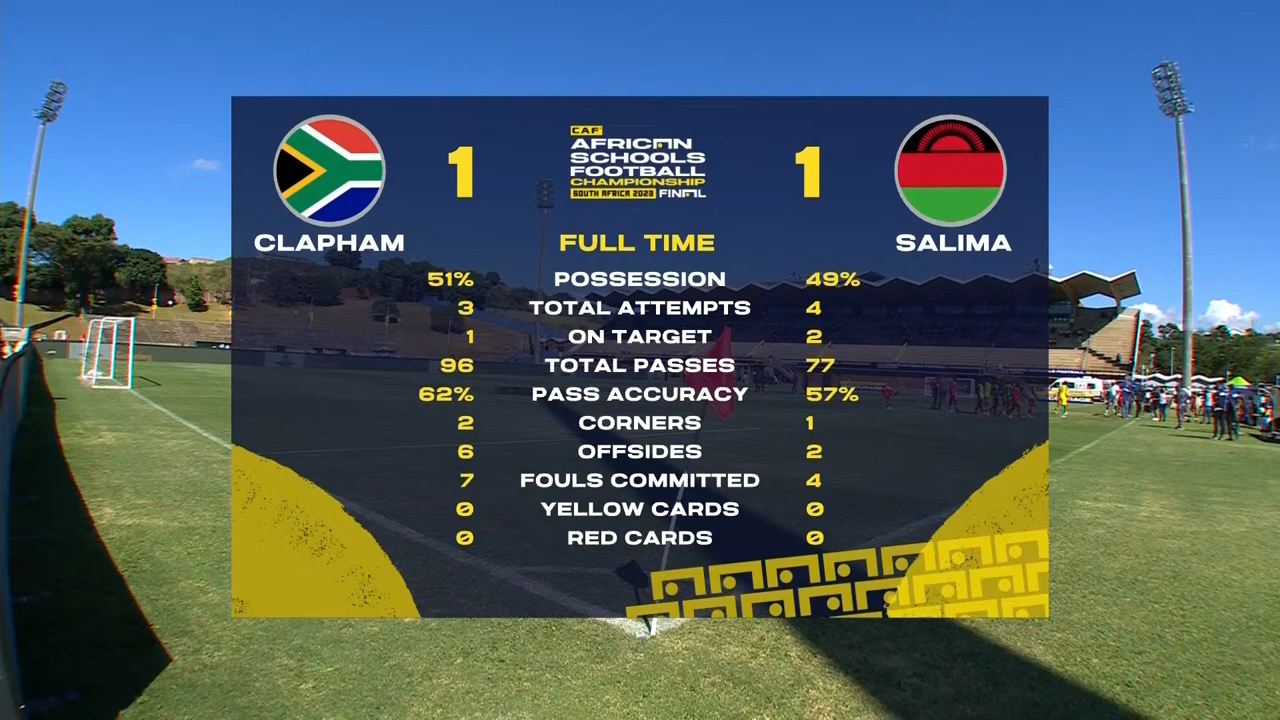 CAF
AFRICAN
SCHOOLS
FOOTBALL
CHAMPIONSHIP
SOUTH AFRICA 2023 FINAL
1 1
CLAPHAM FULL TIME SALIMA
51% POSSESSION 49%
3 TOTAL ATTEMPTS 4
1 ON TARGET 2
96 TOTAL PASSES 77
62% PASS ACCURACY 57%
2 CORNERS 1
6 OFFSIDES 2
7 FOULS COMMITTED 4
0 YELLOW CARDS 0
0 RED CARDS 0